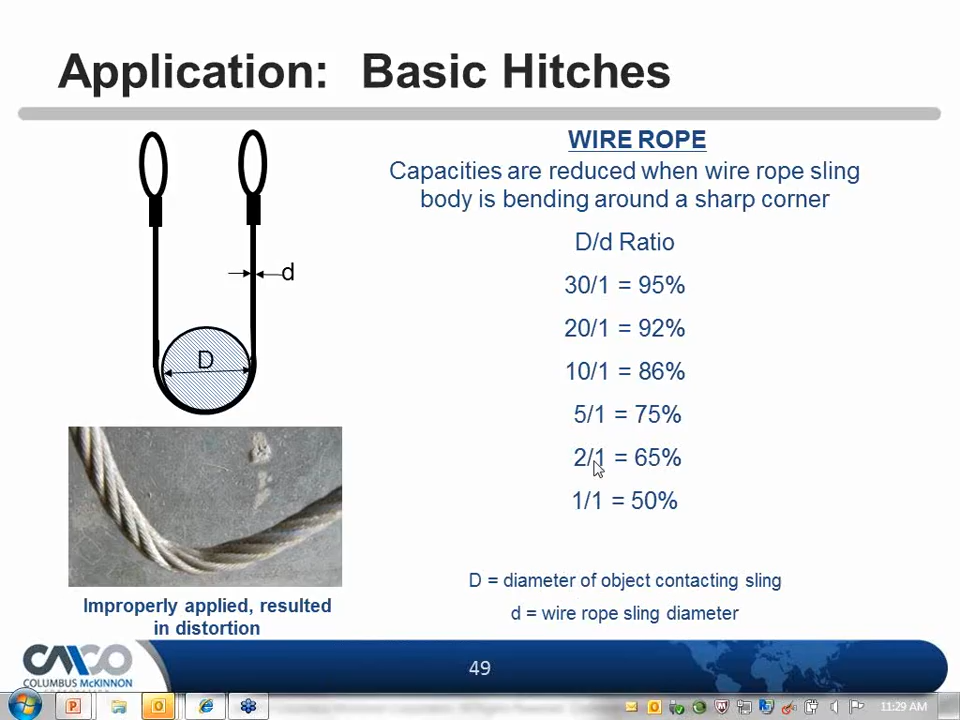 Application: Basic Hitches
WIRE ROPE
Capacities are reduced when wire rope sling
body is bending around a sharp corner
D/d Ratio
30/1 = 95%
20/1 = 92%
10/1 = 86%
5/1 = 75%
2/1 = 65%
1/1 = 50%
D = diameter of object contacting sling
d = wire rope sling diameter
d
D
Improperly applied, resulted
in distortion
CMCO
COLUMBUS McKINNON
CORPORATION
49
11:29 AM